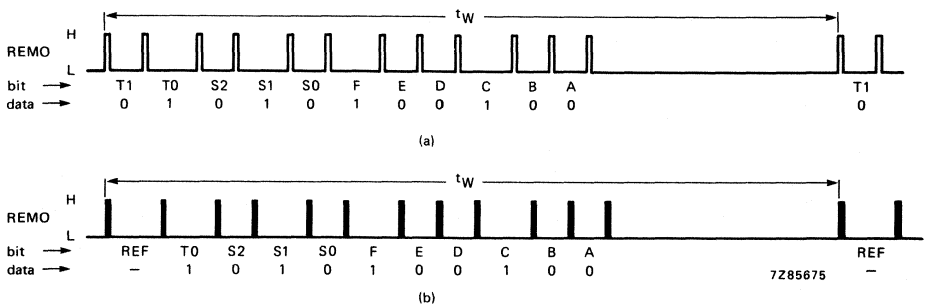 tW
H
REMO
L
bit → T1 T0 S2 S1 S0 F E D C B A T1
data → 0 1 0 1 0 1 0 0 1 0 0 0
(a)
tW
H
REMO
L
bit → REF T0 S2 S1 S0 F E D C B A REF
data → – 1 0 1 0 1 0 0 1 0 0 –
7Z85675
(b)